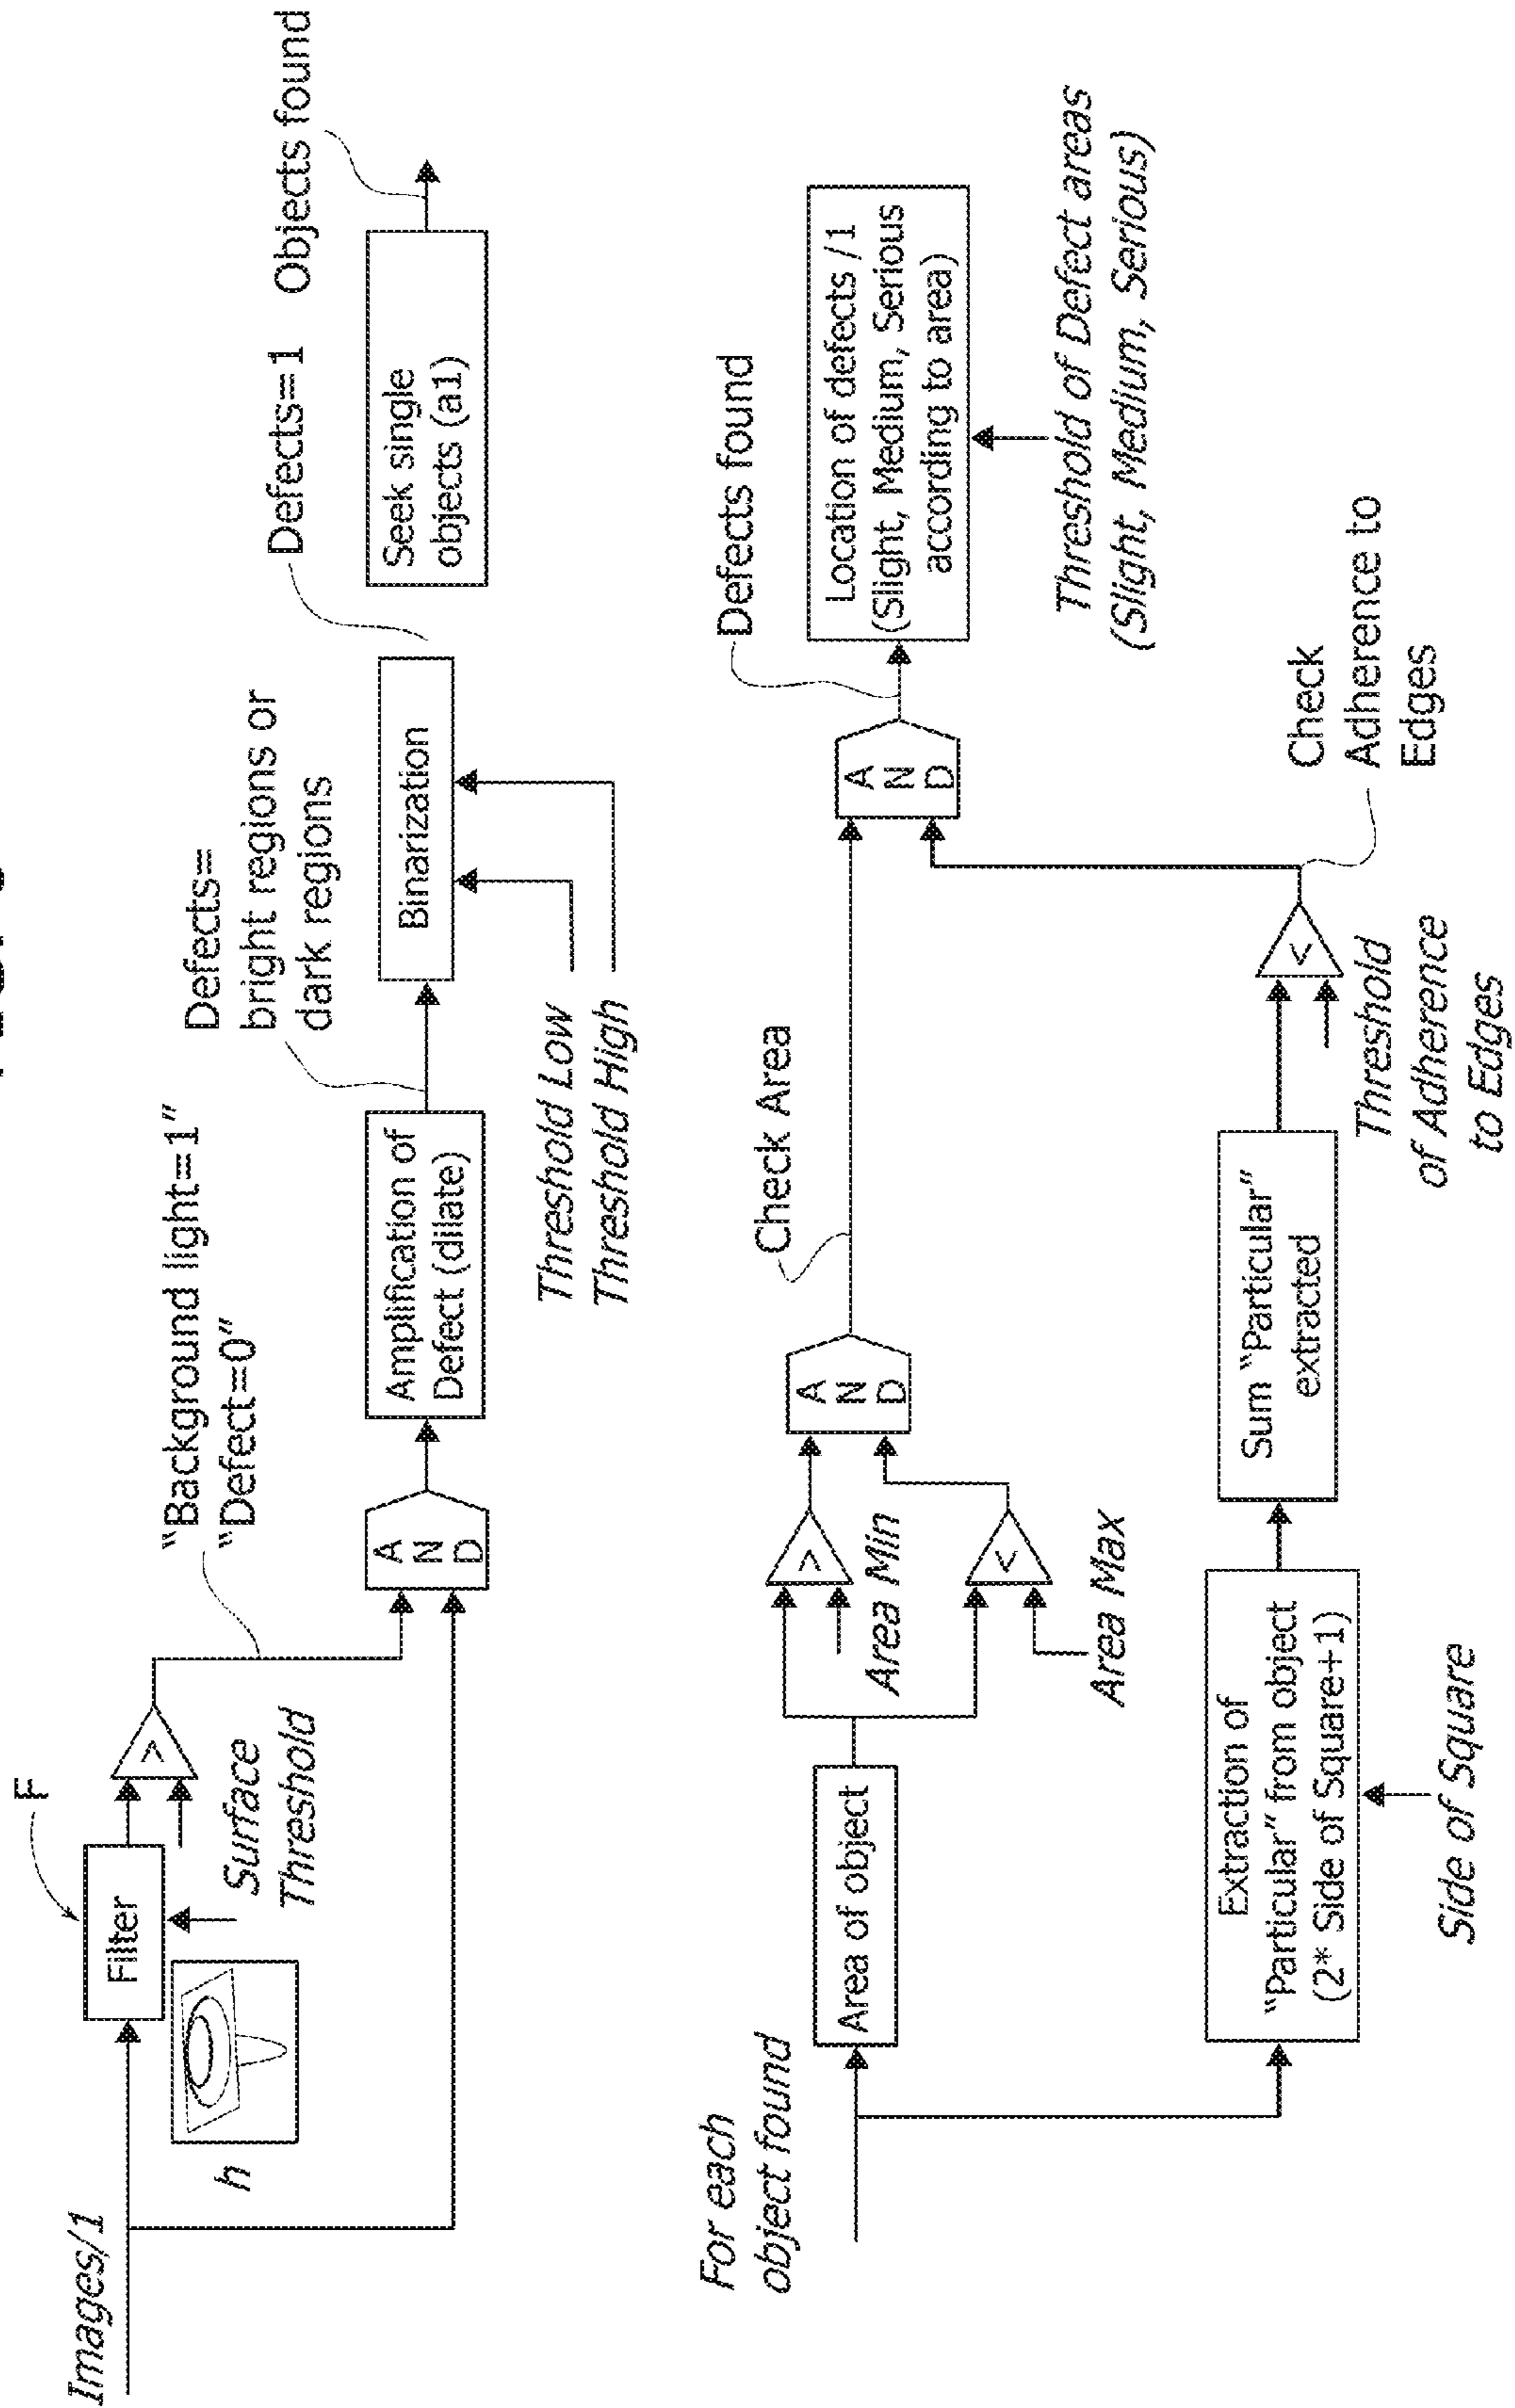 Images/1
h
Filter
F
>
Surface
Threshold
"Background light=1"
"Defect=0"
A
N
D
Amplification of
Defect (dilate)
Defects=
bright regions or
dark regions
Threshold Low
Threshold High
Binarization
Defects=1
Seek single
objects (a1)
Objects found
For each
object found
Area of object
>
Area Min
<
Area Max
A
N
D
Check Area
Extraction of
"Particular" from object
(2* Side of Square+1)
Side of Square
Sum "Particular"
extracted
<
Threshold
of Adherence
to Edges
Check
Adherence to
Edges
A
N
D
Defects found
Location of defects /1
(Slight, Medium, Serious
according to area)
Threshold of Defect areas
(Slight, Medium, Serious)